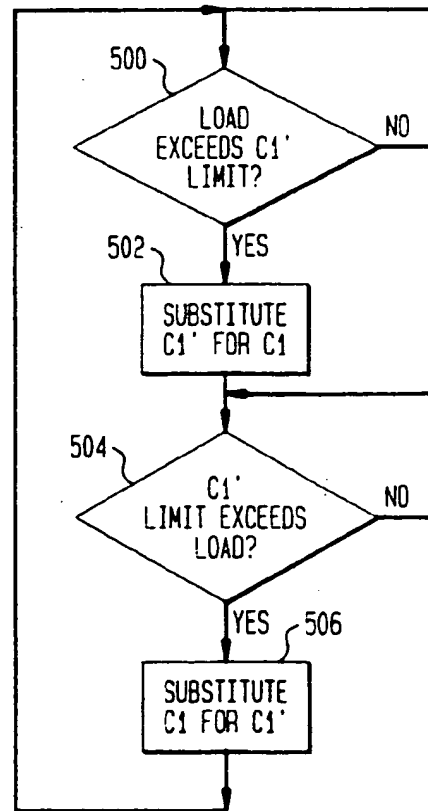 500
LOAD
EXCEEDS C1'
LIMIT?
NO
YES
502
SUBSTITUTE
C1' FOR C1
504
C1'
LIMIT EXCEEDS
LOAD?
NO
YES
506
SUBSTITUTE
C1 FOR C1'